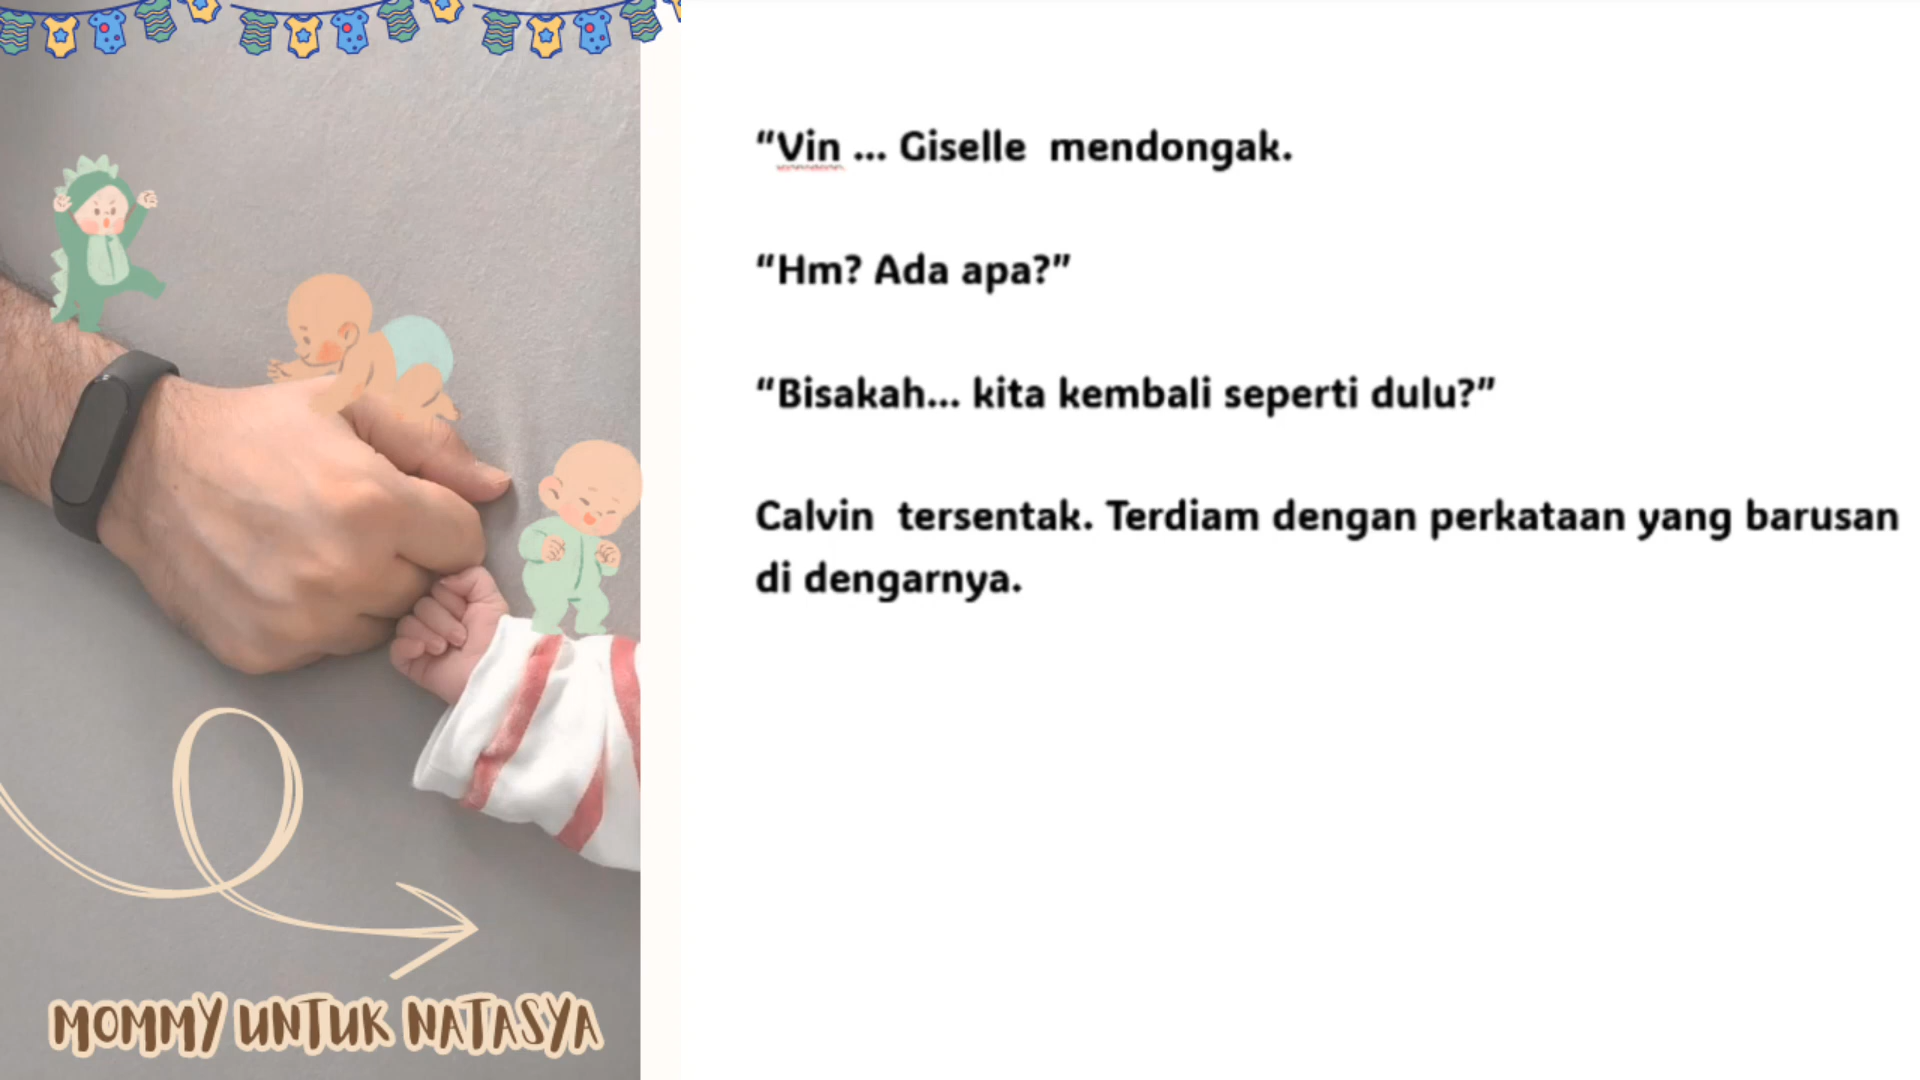 “Vin ... Giselle  mendongak.
“Hm? Ada apa?”
“Bisakah... kita kembali seperti dulu?”
Calvin  tersentak. Terdiam dengan perkataan yang barusan
di dengarnya.
MOMMY UNTUK NATASYA